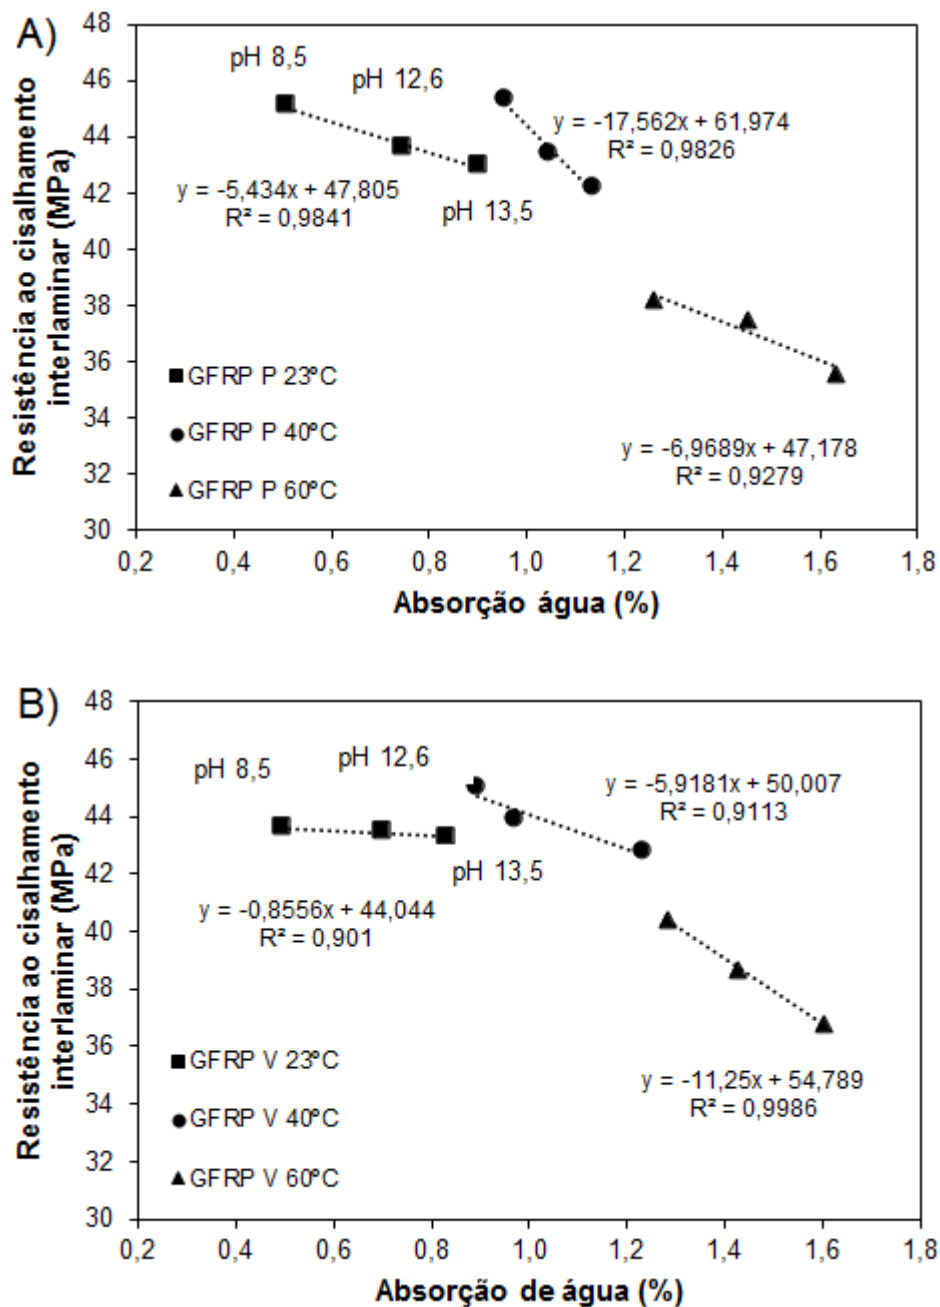 A)
Resistência ao cisalhamento
interlaminar (MPa)
48
46
44
42
40
38
36
34
32
30
pH 8,5
pH 12,6
y = -17,562x + 61,974
R² = 0,9826
y = -5,434x + 47,805
R² = 0,9841
pH 13,5
GFRP P 23°C
GFRP P 40°C
GFRP P 60°C
y = -6,9689x + 47,178
R² = 0,9279
0,2 0,4 0,6 0,8 1,0 1,2 1,4 1,6 1,8
Absorção água (%)
B)
Resistência ao cisalhamento
interlaminar (MPa)
48
46
44
42
40
38
36
34
32
30
pH 8,5
pH 12,6
y = -5,9181x + 50,007
R² = 0,9113
pH 13,5
y = -0,8556x + 44,044
R² = 0,901
GFRP V 23°C
GFRP V 40°C
GFRP V 60°C
y = -11,25x + 54,789
R² = 0,9986
0,2 0,4 0,6 0,8 1,0 1,2 1,4 1,6 1,8
Absorção de água (%)